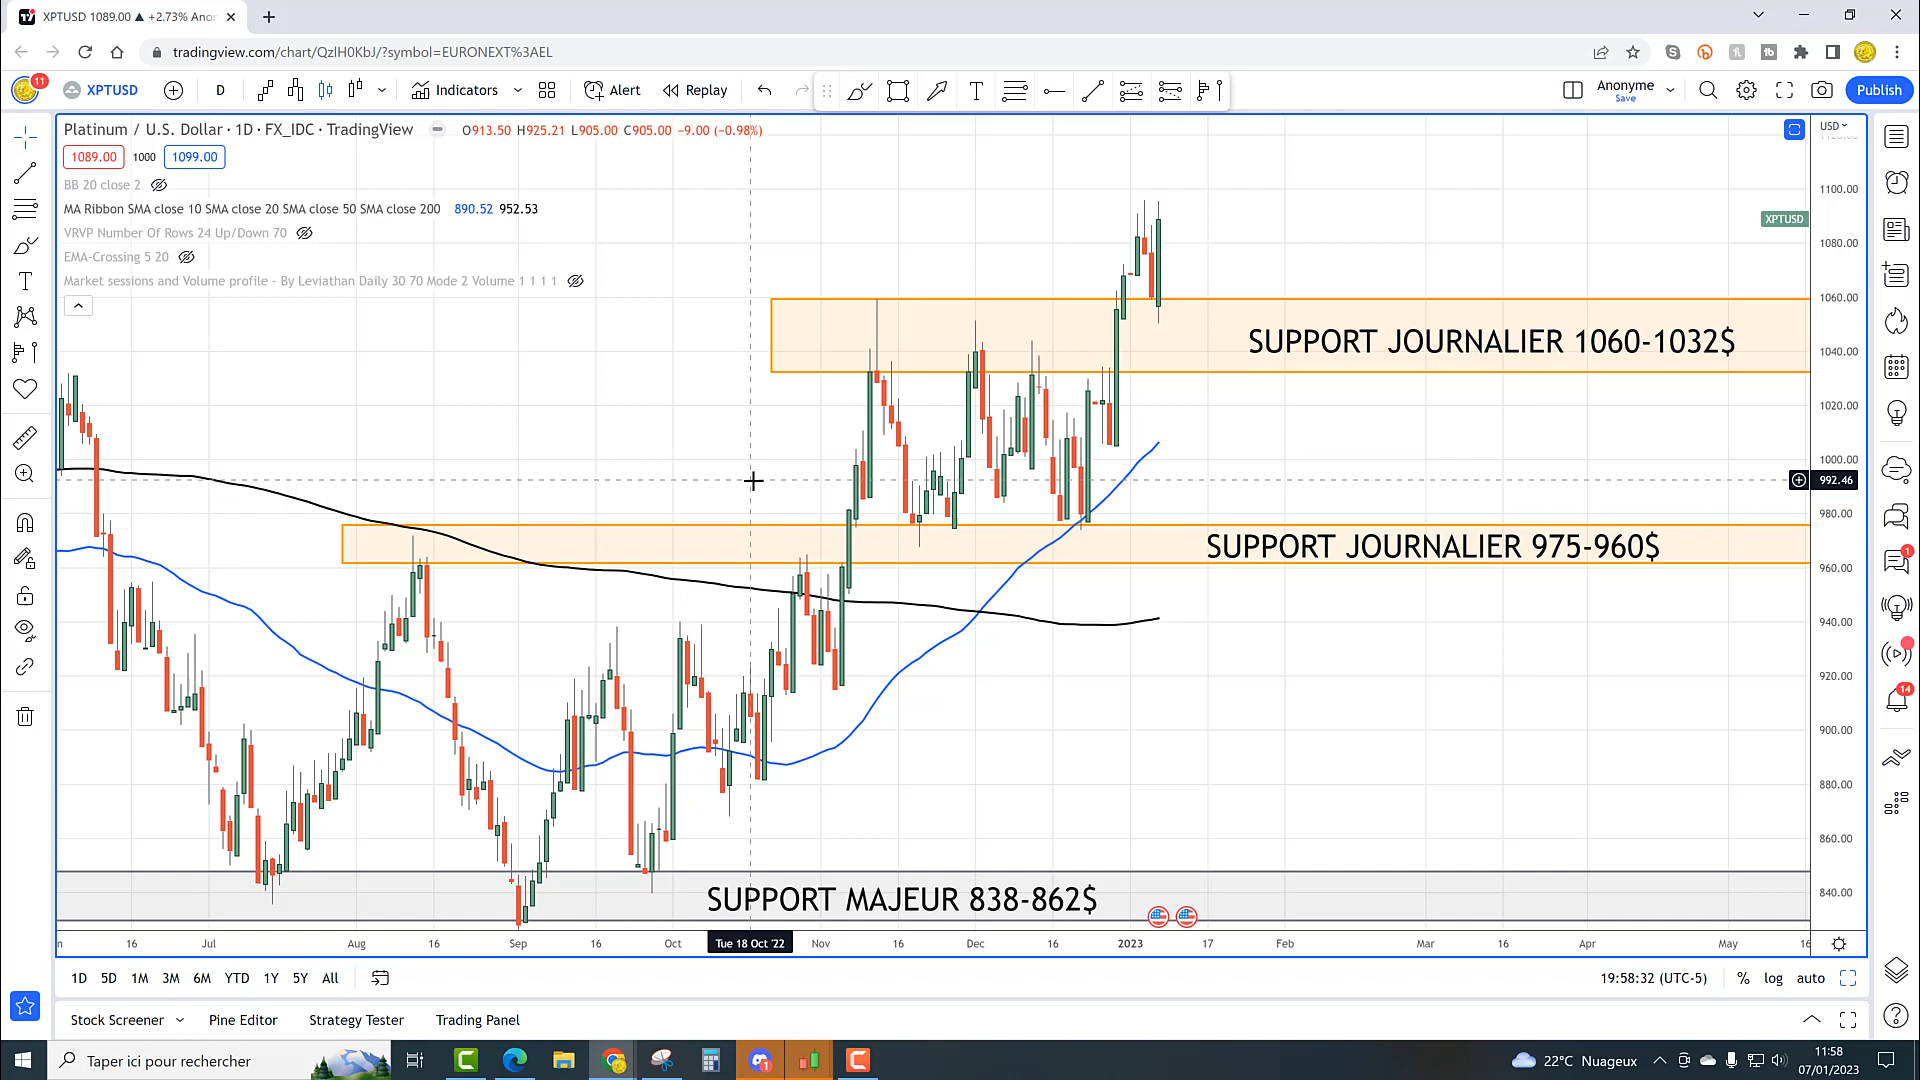 XPTUSD 1089.00 ▲ +2.73% Anon
tradingview.com/chart/QzlH0KbJ/?symbol=EURONEXT%3AEL
11
XPTUSD
D
Indicators
Alert
Replay
Anonyme
Save
Publish
Platinum / U.S. Dollar · 1D · FX_IDC · TradingView
O913.50 H925.21 L905.00 C905.00 −9.00 (−0.98%)
USD
1089.00
1000
1099.00
BB 20 close 2
MA Ribbon SMA close 10 SMA close 20 SMA close 50 SMA close 200 890.52 952.53
VRVP Number Of Rows 24 Up/Down 70
EMA-Crossing 5 20
Market sessions and Volume profile - By Leviathan Daily 30 70 Mode 2 Volume 1 1 1 1
1100.00
XPTUSD
1080.00
1060.00
SUPPORT JOURNALIER 1060-1032$
1040.00
1020.00
1000.00
992.46
980.00
SUPPORT JOURNALIER 975-960$
960.00
940.00
920.00
900.00
880.00
860.00
840.00
SUPPORT MAJEUR 838-862$
1
14
n 16 Jul Aug 16 Sep 16 Oct Tue 18 Oct '22 Nov 16 Dec 16 2023 17 Feb Mar 16 Apr May 16
1D 5D 1M 3M 6M YTD 1Y 5Y All
19:58:32 (UTC-5) % log auto
Stock Screener Pine Editor Strategy Tester Trading Panel
Taper ici pour rechercher
1
22°C Nuageux
11:58
07/01/2023